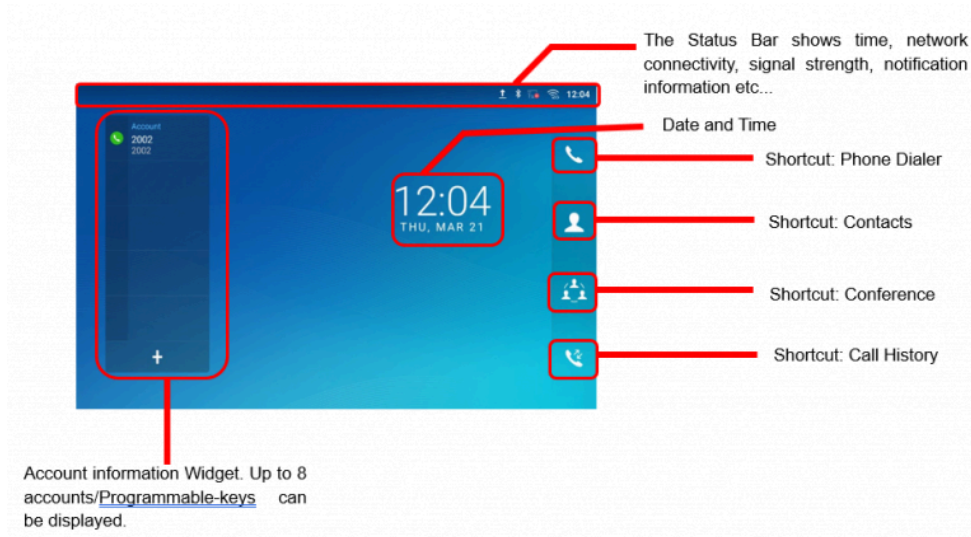 The Status Bar shows time, network
connectivity, signal strength, notification
information etc...
12:04
Account
2002
2002
Date and Time
12:04
THU, MAR 21
Shortcut: Phone Dialer
Shortcut: Contacts
Shortcut: Conference
Shortcut: Call History
+
Account information Widget. Up to 8
accounts/Programmable-keys can
be displayed.